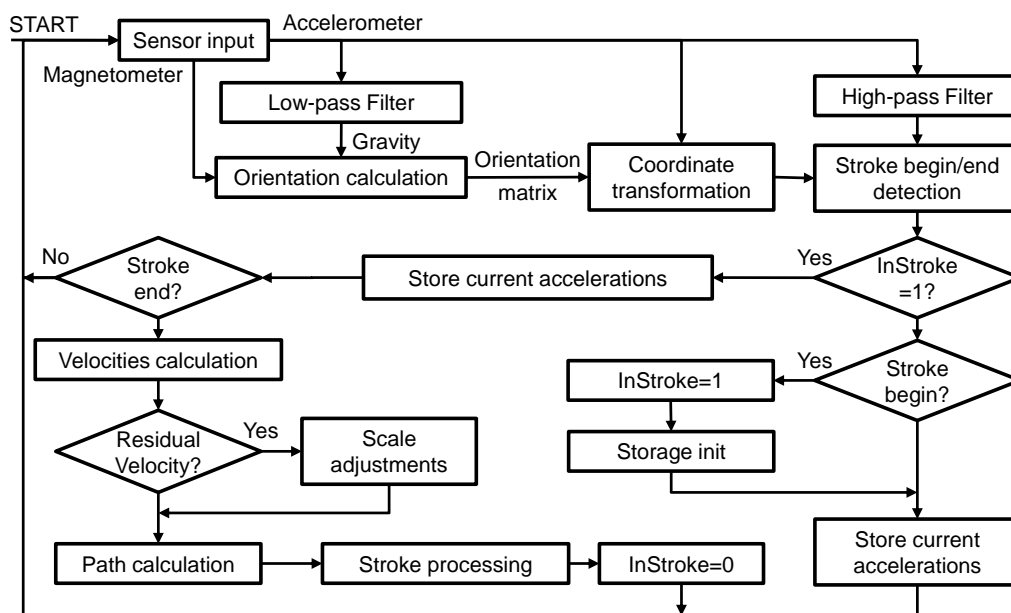 START
Sensor input
Accelerometer
Magnetometer
Low-pass Filter
High-pass Filter
Gravity
Orientation calculation
Orientation
matrix
Coordinate
transformation
Stroke begin/end
detection
No
Stroke
end?
Store current accelerations
Yes
InStroke
=1?
Velocities calculation
InStroke=1
Yes
Stroke
begin?
Residual
Velocity?
Yes
Scale
adjustments
Storage init
Path calculation
Stroke processing
InStroke=0
Store current
accelerations